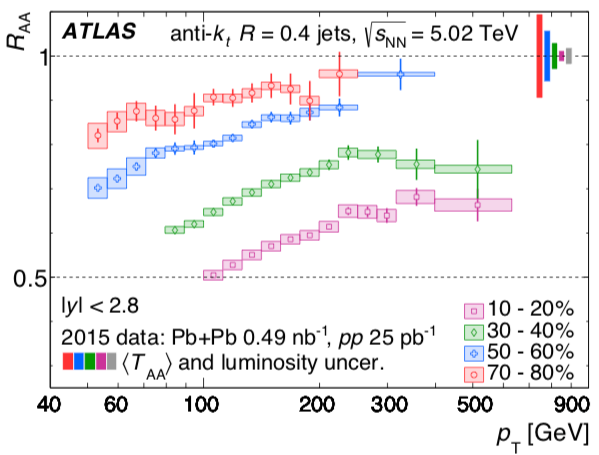 R_AA
ATLAS anti-k_t R = 0.4 jets, √s_NN = 5.02 TeV
1
0.5
|y| < 2.8
2015 data: Pb+Pb 0.49 nb⁻¹, pp 25 pb⁻¹
⟨T_AA⟩ and luminosity uncer.
10 - 20%
30 - 40%
50 - 60%
70 - 80%
40 60 100 200 300 500 900
p_T [GeV]